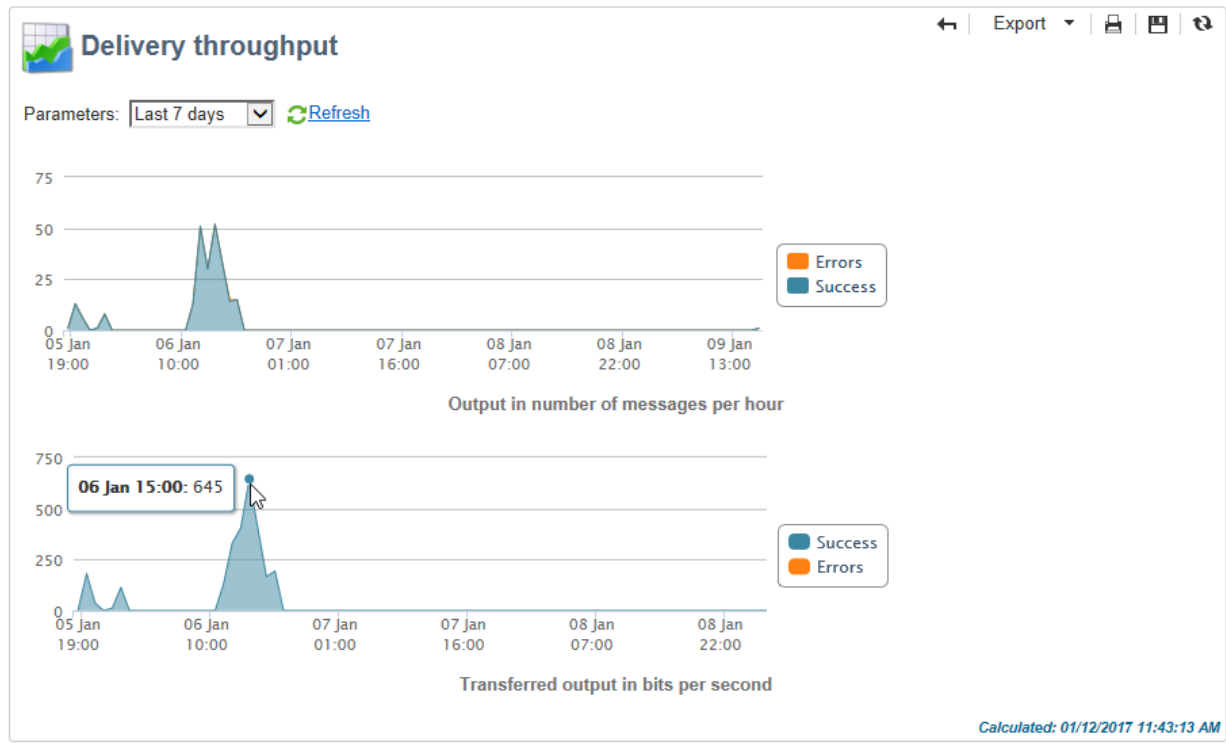 Export
Delivery throughput
Parameters: Last 7 days Refresh
75
50
25
0
05 Jan 06 Jan 07 Jan 07 Jan 08 Jan 08 Jan 09 Jan
19:00 10:00 01:00 16:00 07:00 22:00 13:00
Errors
Success
Output in number of messages per hour
750
06 Jan 15:00: 645
500
250
0
05 Jan 06 Jan 07 Jan 07 Jan 08 Jan 08 Jan
19:00 10:00 01:00 16:00 07:00 22:00
Success
Errors
Transferred output in bits per second
Calculated: 01/12/2017 11:43:13 AM